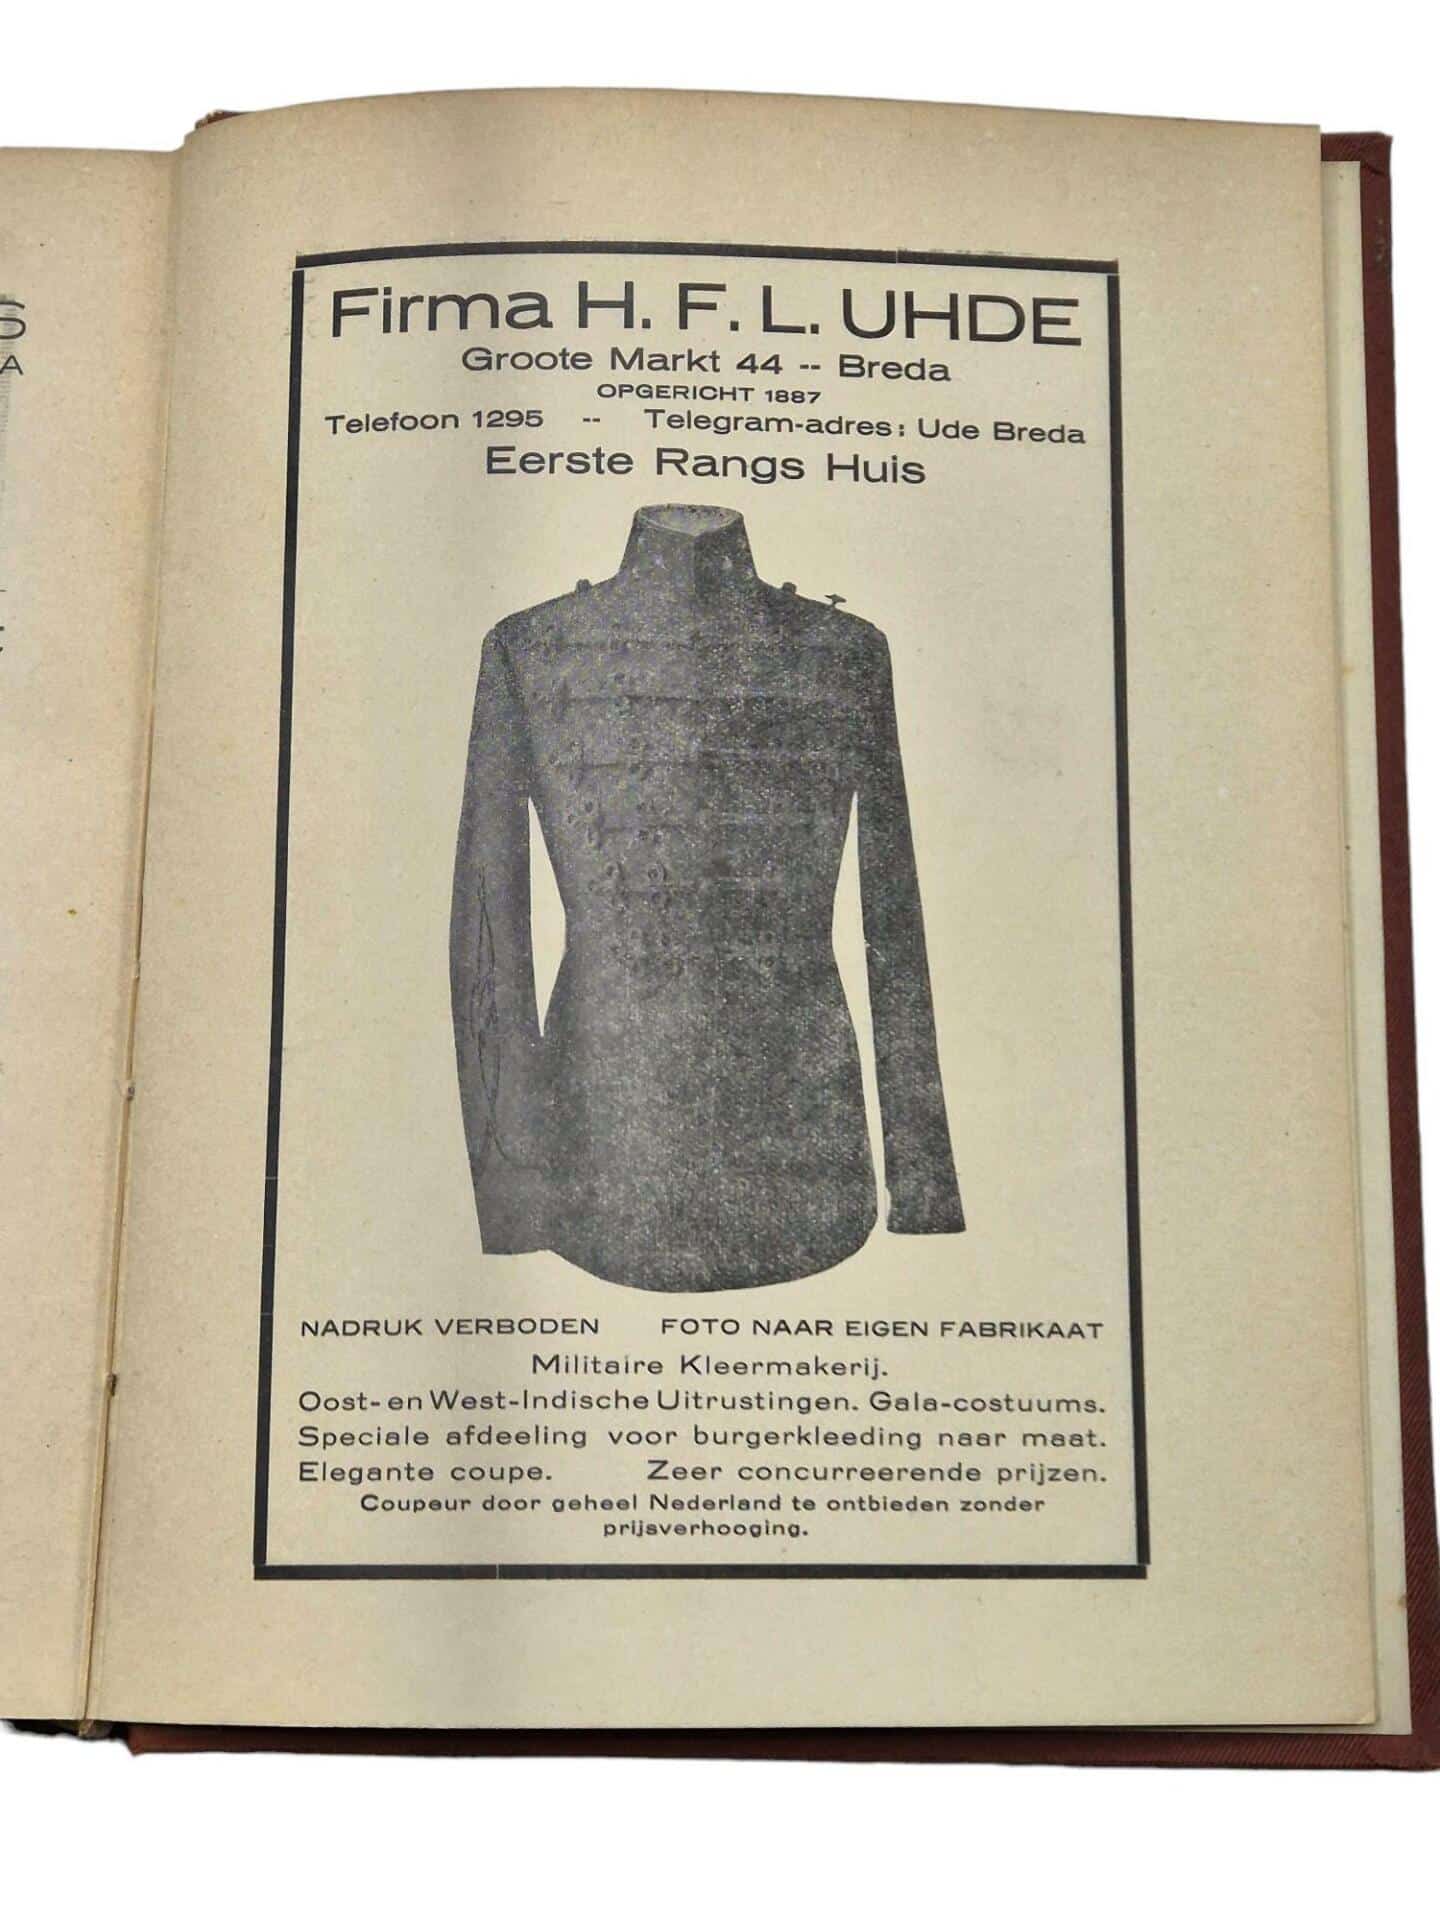 Firma H. F. L. UHDE
Groote Markt 44 -- Breda
OPGERICHT 1887
Telefoon 1295 -- Telegram-adres: Ude Breda
Eerste Rangs Huis
NADRUK VERBODEN FOTO NAAR EIGEN FABRIKAAT
Militaire Kleermakerij.
Oost- en West-Indische Uitrustingen. Gala-costuums.
Speciale afdeeling voor burgerkleeding naar maat.
Elegante coupe. Zeer concurreerende prijzen.
Coupeur door geheel Nederland te ontbieden zonder
prijsverhooging.